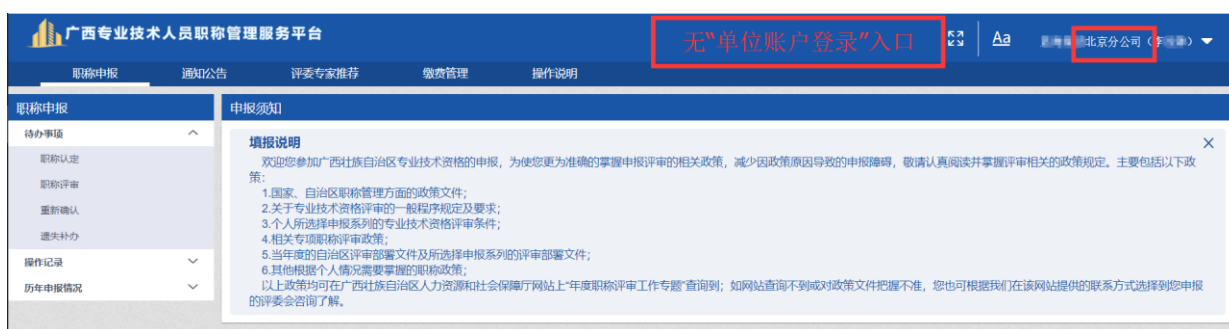 广西专业技术人员职称管理服务平台
无“单位账户登录”入口
Aa
北京分公司(李
职称申报 通知公告 评委专家推荐 缴费管理 操作说明
职称申报
待办事项
职称认定
职称评审
重新确认
遗失补办
操作记录
历年申报情况
申报须知
填报说明
欢迎您参加广西壮族自治区专业技术资格的申报，为使您更为准确的掌握申报评审的相关政策，减少因政策原因导致的申报障碍，敬请认真阅读并掌握评审相关的政策规定。主要包括以下政
策：
1.国家、自治区职称管理方面的政策文件；
2.关于专业技术资格评审的一般程序规定及要求；
3.个人所选择申报系列的专业技术资格评审条件；
4.相关专项职称评审政策；
5.当年度的自治区评审部署文件及所选择申报系列的评审部署文件；
6.其他根据个人情况需要掌握的职称政策；
以上政策均可在广西壮族自治区人力资源和社会保障厅网站上“年度职称评审工作专题”查询到；如网站查询不到或对政策文件把握不准，您也可根据我们在该网站提供的联系方式选择到您申报
的评委会咨询了解。